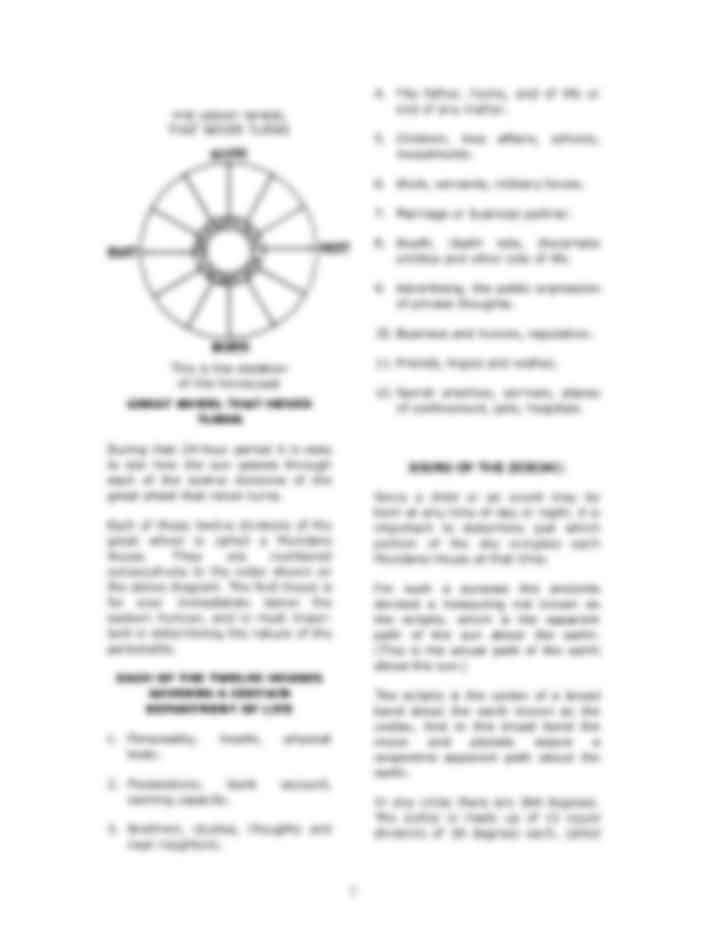 THE GREAT WHEEL
THAT NEVER TURNS
SOUTH
EAST
WEST
NORTH
This is the skeleton
of the horoscope
GREAT WHEEL THAT NEVER
TURNS
During that 24-hour period it is easy
to see how the sun passes through
each of the twelve divisions of the
great wheel that never turns.
Each of these twelve divisions of the
great wheel is called a Mundane
House. They are numbered
consecutively in the order shown on
the above diagram. The first house is
for ever immediately below the
eastern horizon, and is most impor-
tant in determining the nature of the
personality.
EACH OF THE TWELVE HOUSES
GOVERNS A CERTAIN
DEPARTMENT OF LIFE
1. Personality, health, physical
body.
2. Possessions, bank account,
earning capacity.
3. Brethren, studies, thoughts and
near neighbors.
4. The father, home, end of life or
end of any matter.
5. Children, love affairs, schools,
investments.
6. Work, servants, military forces.
7. Marriage or business partner.
8. Death, death rate,
entities and other side of life.
9. Advertising, the public expression
of private thoughts.
10. Business and honors, reputation.
11. Friends, hopes and wishes.
12. Secret enemies, sorrows, places
of confinement, jails, hospitals.
SIGNS OF THE ZODIAC.
Since a child or an event may be
born at any time of day or night, it is
important to determine just which
portion of the sky occupies each
Mundane House at that time.
For such a purpose the ancients
devised a measuring rod known as
the ecliptic, which is the apparent
path of the sun about the earth.
(This is the actual path of the earth
about the sun.)
The ecliptic is the center of a broad
band about the earth known as the
zodiac, and in this broad band the
moon and planets weave a
serpentine apparent path about the
earth.
In any circle there are 360 degrees.
The zodiac is made up of 12 equal
divisions of 30 degrees each, called